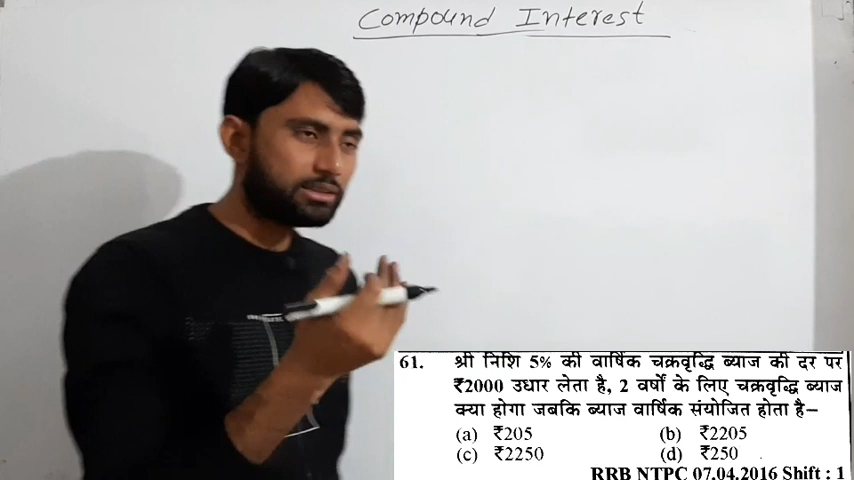 Compound Interest
61. श्री निशि 5% की वार्षिक चक्रवृद्धि ब्याज की दर पर
₹2000 उधार लेता है, 2 वर्षों के लिए चक्रवृद्धि ब्याज
क्या होगा जबकि ब्याज वार्षिक संयोजित होता है–
(a) ₹205 (b) ₹2205
(c) ₹2250 (d) ₹250
RRB NTPC 07.04.2016 Shift : 1